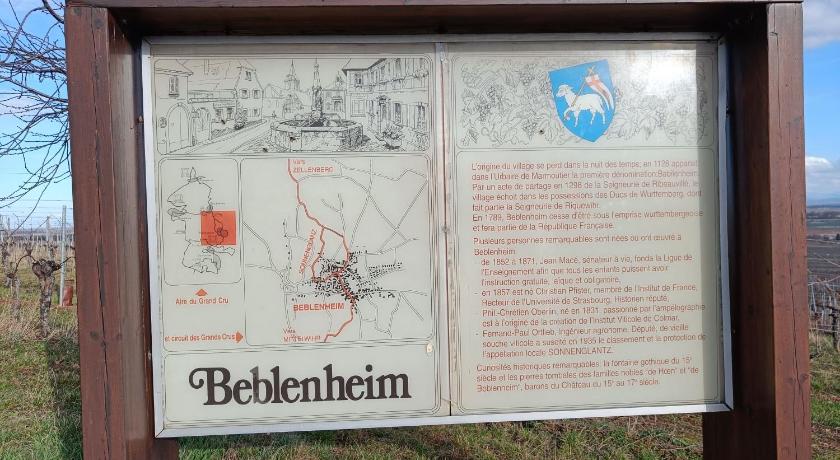 Vers
ZELLENBERG
SONNENGLANZ
BEBLENHEIM
Vers
MITTELWIHR
Aire du Grand Cru
et circuit des Grands Crus
Beblenheim
L'origine du village se perd dans la nuit des temps; en 1128 apparaît
dans l'Urbaire de Marmoutier la première dénomination:Beblenheim.
Par un acte de partage en 1298 de la Seigneurie de Ribeauvillé, le
village échoit dans les possessions des Ducs de Wurttemberg, dont
fait partie la Seigneurie de Riquewihr.
En 1789, Beblenheim cesse d'être sous l'emprise wurttembergeoise
et fera partie de la République Française.
Plusieurs personnes remarquables sont nées ou ont œuvré à
Beblenheim:
- de 1852 à 1871, Jean Macé, sénateur à vie, fonda la Ligue de
l'Enseignement afin que tous les enfants puissent avoir
l'instruction gratuite, laïque et obligatoire,
- en 1857 est né Christian Pfister, membre de l'Institut de France,
Recteur de l'Université de Strasbourg, Historien réputé,
- Phil-Chrétien Oberlin, né en 1831, passionné par l'ampélographie
est à l'origine de la création de l'Institut Viticole de Colmar,
- Fernand-Paul Ortlieb, Ingénieur agronome, Député, de vieille
souche viticole a suscité en 1935 le classement et la protection de
l'appellation locale SONNENGLANZ.
Curiosités historiques remarquables: la fontaine gothique du 15e
siècle et les pierres tombales des familles nobles "de Hœn" et "de
Beblenheim", barons du Château du 15e au 17e siècle.